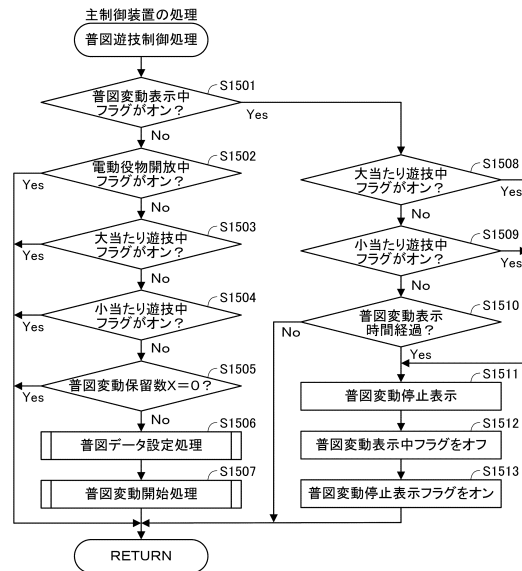 主制御装置の処理
普図遊技制御処理
S1501
普図変動表示中
フラグがオン？
Yes
No
S1502
電動役物開放中
フラグがオン？
Yes
No
S1503
大当たり遊技中
フラグがオン？
Yes
No
S1504
小当たり遊技中
フラグがオン？
Yes
No
S1505
普図変動保留数X＝0？
Yes
No
S1506
普図データ設定処理
S1507
普図変動開始処理
RETURN
S1508
大当たり遊技中
フラグがオン？
Yes
No
S1509
小当たり遊技中
フラグがオン？
Yes
No
S1510
普図変動表示
時間経過？
No
Yes
S1511
普図変動停止表示
S1512
普図変動表示中フラグをオフ
S1513
普図変動停止表示フラグをオン